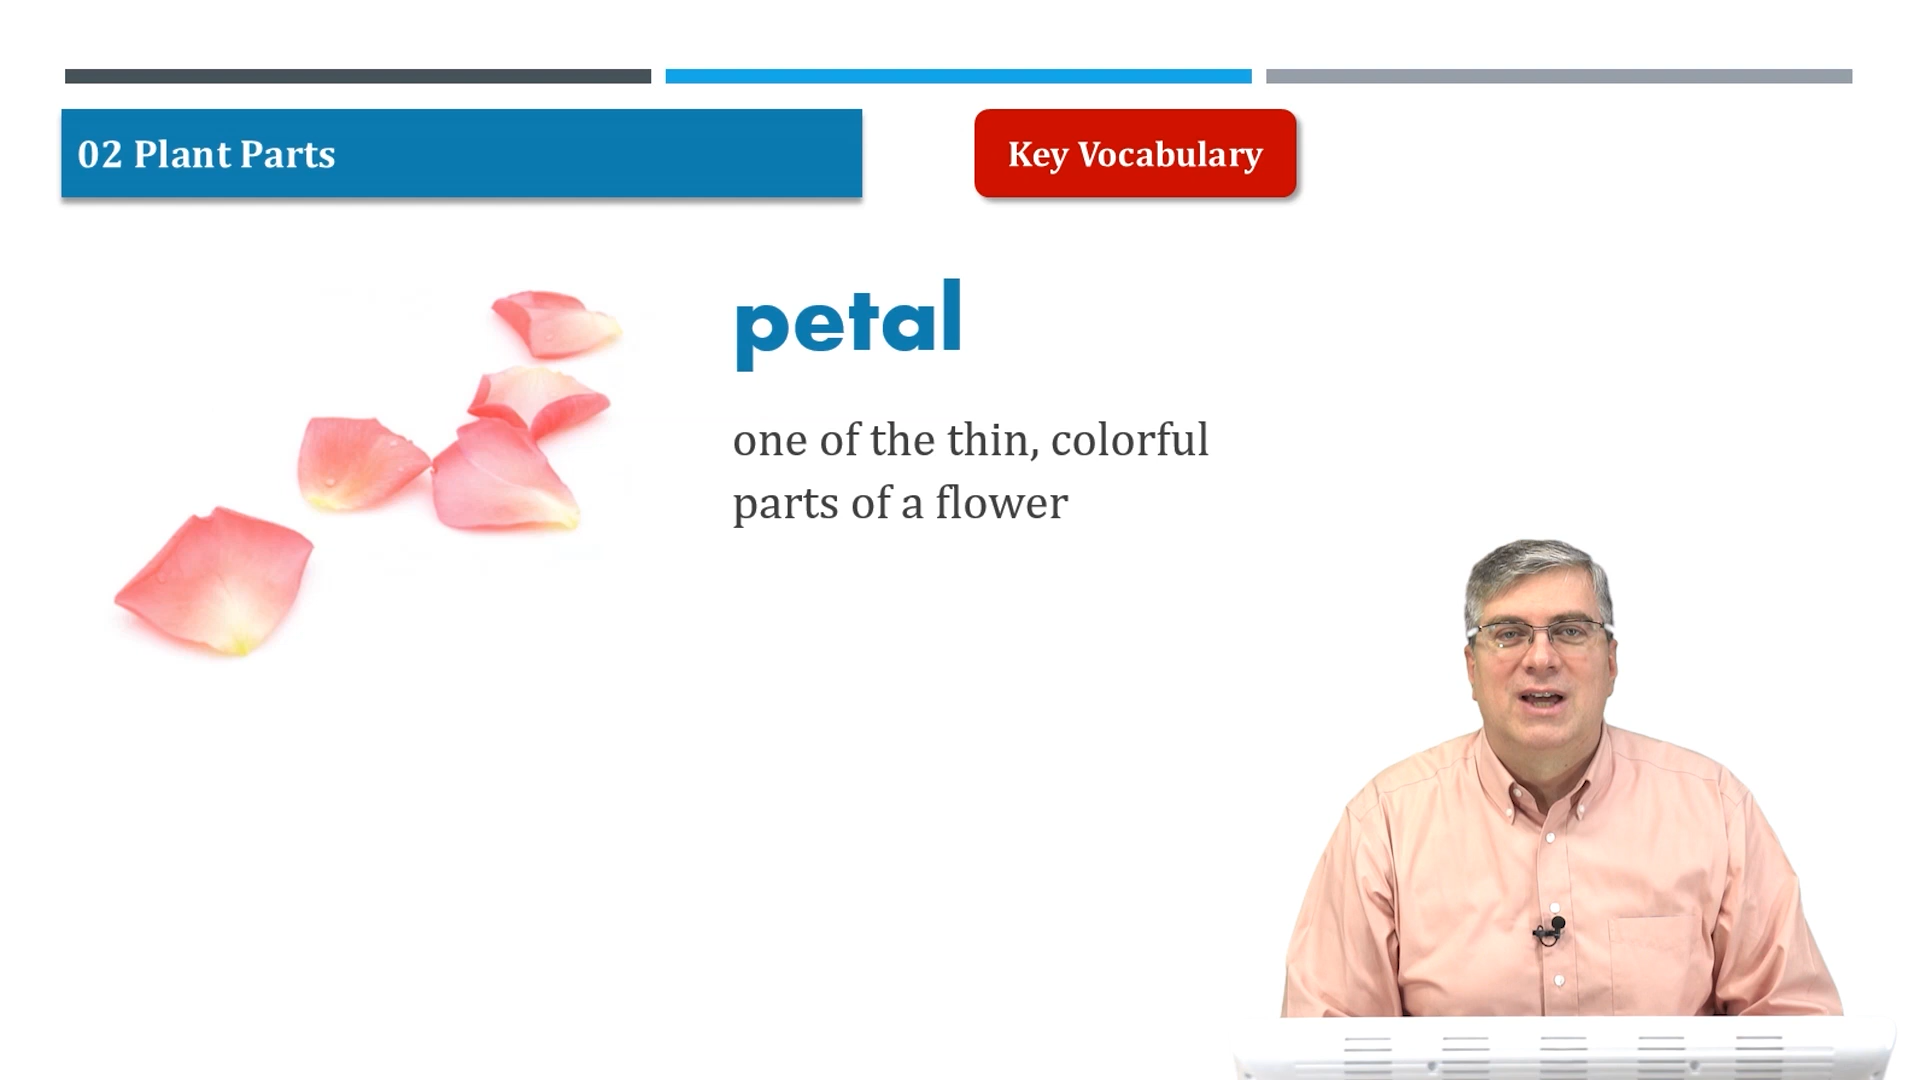 02 Plant Parts
Key Vocabulary
petal
one of the thin, colorful
parts of a flower